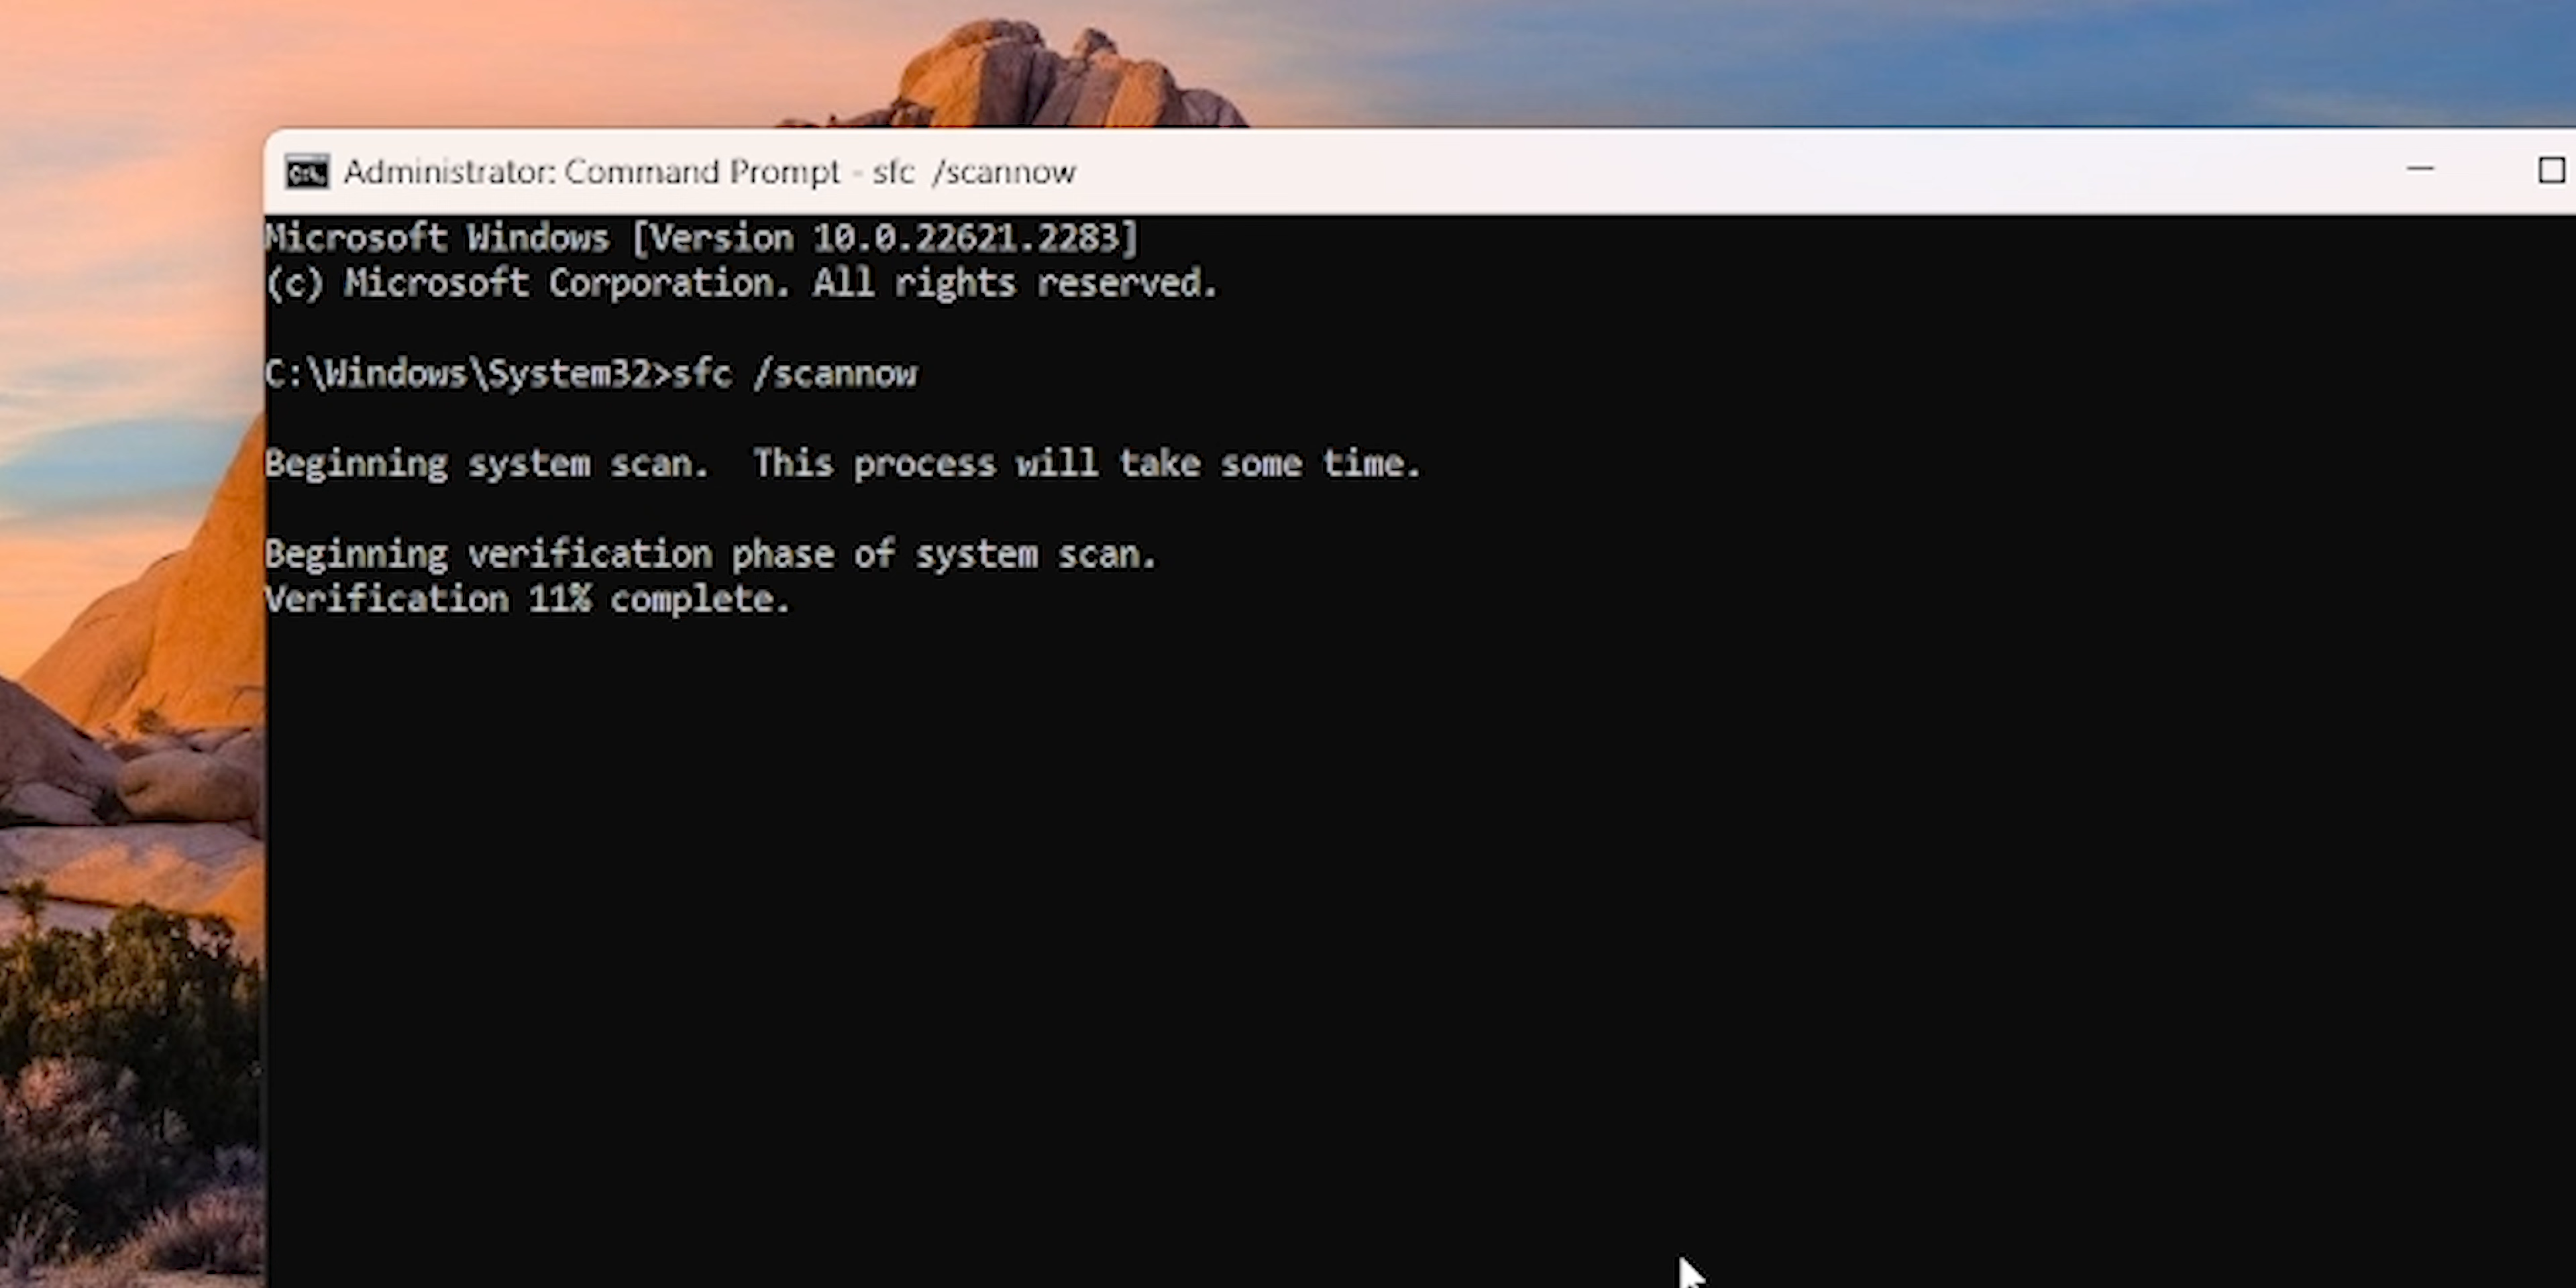 Administrator: Command Prompt - sfc  /scannow
Microsoft Windows [Version 10.0.22621.2283]
(c) Microsoft Corporation. All rights reserved.
C:\Windows\System32>sfc /scannow
Beginning system scan.  This process will take some time.
Beginning verification phase of system scan.
Verification 11% complete.